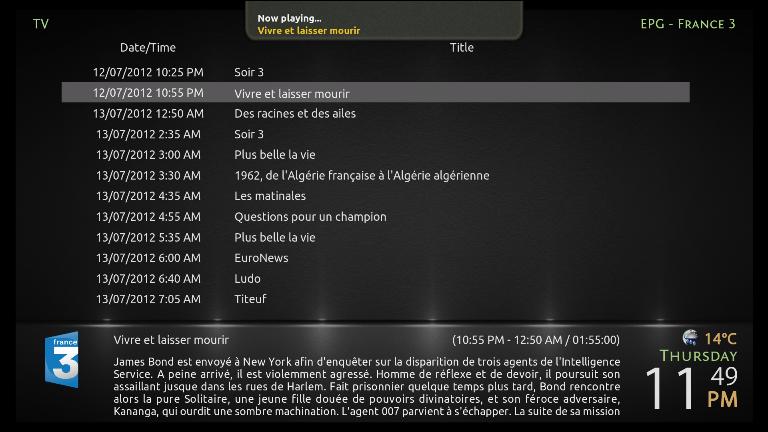 TV
Now playing...
Vivre et laisser mourir
EPG - France 3
Date/Time Title
12/07/2012 10:25 PM Soir 3
12/07/2012 10:55 PM Vivre et laisser mourir
13/07/2012 12:50 AM Des racines et des ailes
13/07/2012 2:35 AM Soir 3
13/07/2012 3:00 AM Plus belle la vie
13/07/2012 3:30 AM 1962, de l'Algérie française à l'Algérie algérienne
13/07/2012 4:35 AM Les matinales
13/07/2012 4:55 AM Questions pour un champion
13/07/2012 5:35 AM Plus belle la vie
13/07/2012 6:00 AM EuroNews
13/07/2012 6:40 AM Ludo
13/07/2012 7:05 AM Titeuf
france
3
Vivre et laisser mourir (10:55 PM - 12:50 AM / 01:55:00)
James Bond est envoyé à New York afin d'enquêter sur la disparition de trois agents de l'Intelligence
Service. A peine arrivé, il est violemment agressé. Homme de réflexe et de devoir, il poursuit son
assaillant jusque dans les rues de Harlem. Fait prisonnier quelque temps plus tard, Bond rencontre
alors la pure Solitaire, une jeune fille douée de pouvoirs divinatoires, et son féroce adversaire,
Kananga, qui ourdit une sombre machination. L'agent 007 parvient à s'échapper. La suite de sa mission
14°C
Thursday
11 49
PM